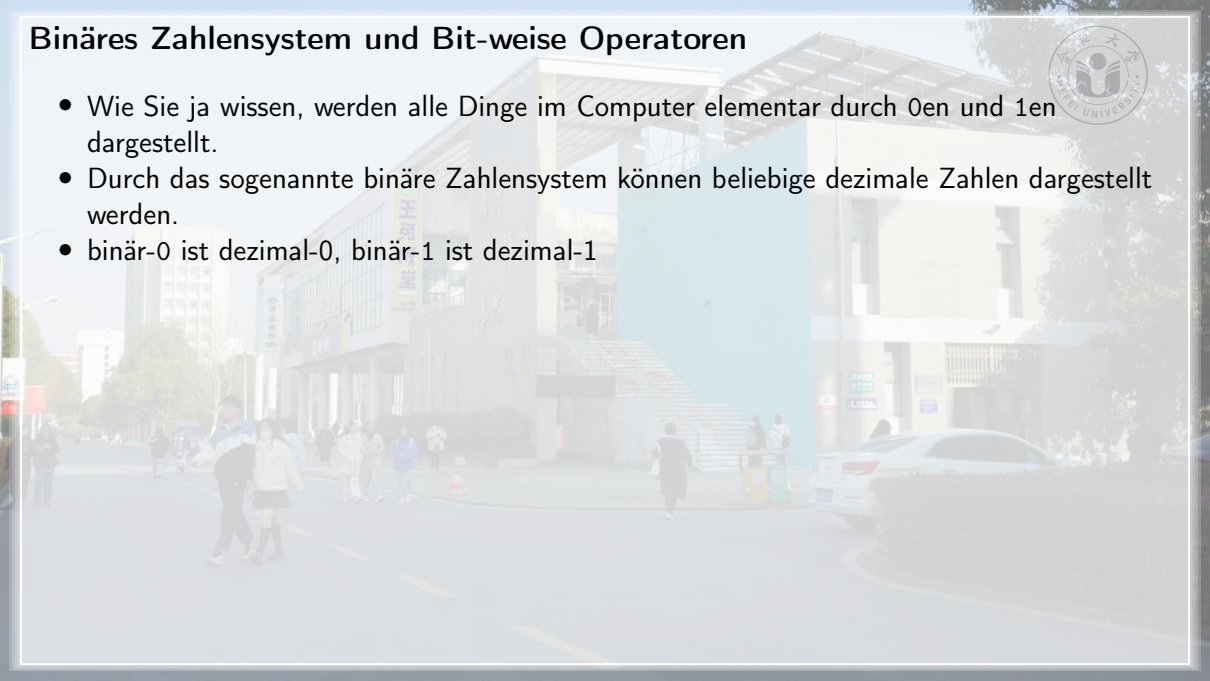 Binäres Zahlensystem und Bit-weise Operatoren
• Wie Sie ja wissen, werden alle Dinge im Computer elementar durch 0en und 1en
dargestellt.
• Durch das sogenannte binäre Zahlensystem können beliebige dezimale Zahlen dargestellt
werden.
• binär-0 ist dezimal-0, binär-1 ist dezimal-1